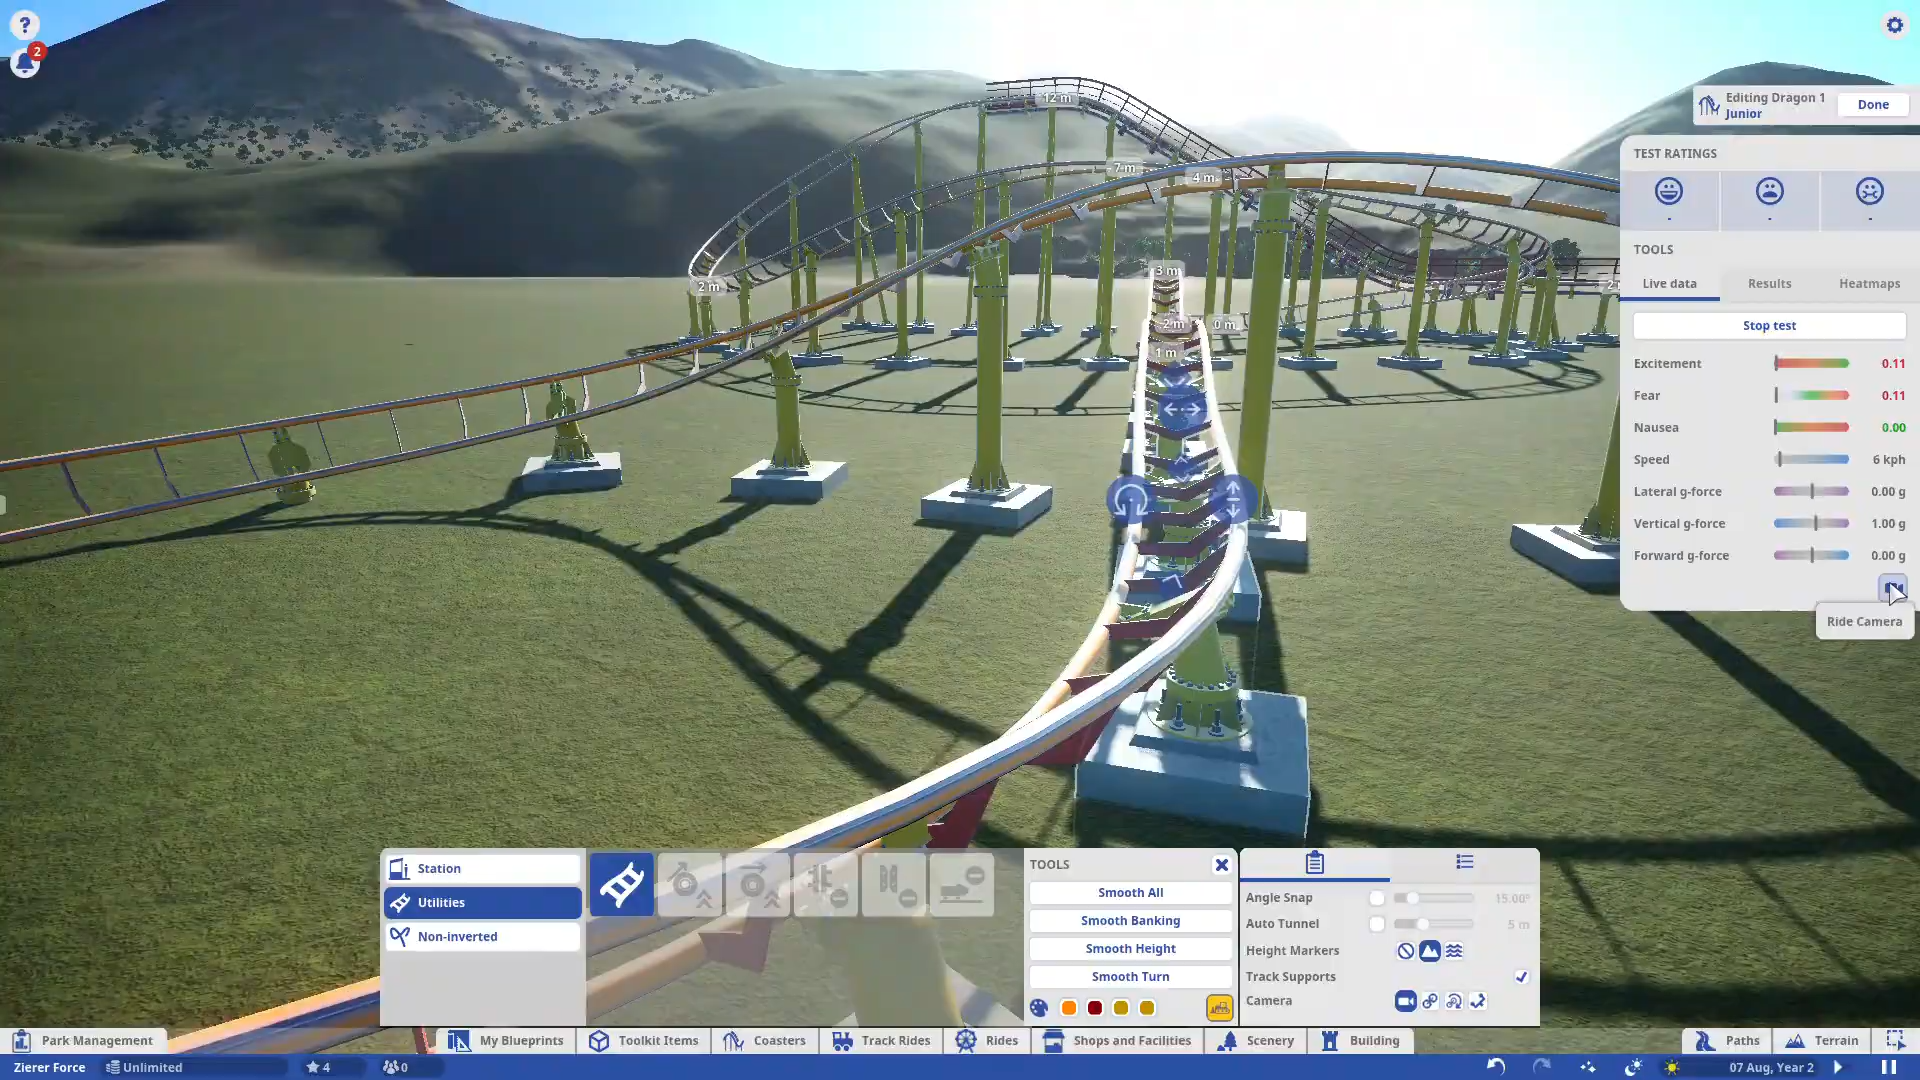 ?
2
Editing Dragon 1
Junior
Done
TEST RATINGS
-
-
-
TOOLS
Live data
Results
Heatmaps
Stop test
Excitement
0.11
Fear
0.11
Nausea
0.00
Speed
6 kph
Lateral g-force
0.00 g
Vertical g-force
1.00 g
Forward g-force
0.00 g
Ride Camera
12 m
7 m
4 m
3 m
2 m
2 m
0 m
1 m
Station
Utilities
Non-inverted
TOOLS
Smooth All
Smooth Banking
Smooth Height
Smooth Turn
Angle Snap
15.00°
Auto Tunnel
5 m
Height Markers
Track Supports
Camera
Park Management
My Blueprints
Toolkit Items
Coasters
Track Rides
Rides
Shops and Facilities
Scenery
Building
Paths
Terrain
Zierer Force
Unlimited
4
0
07 Aug, Year 2